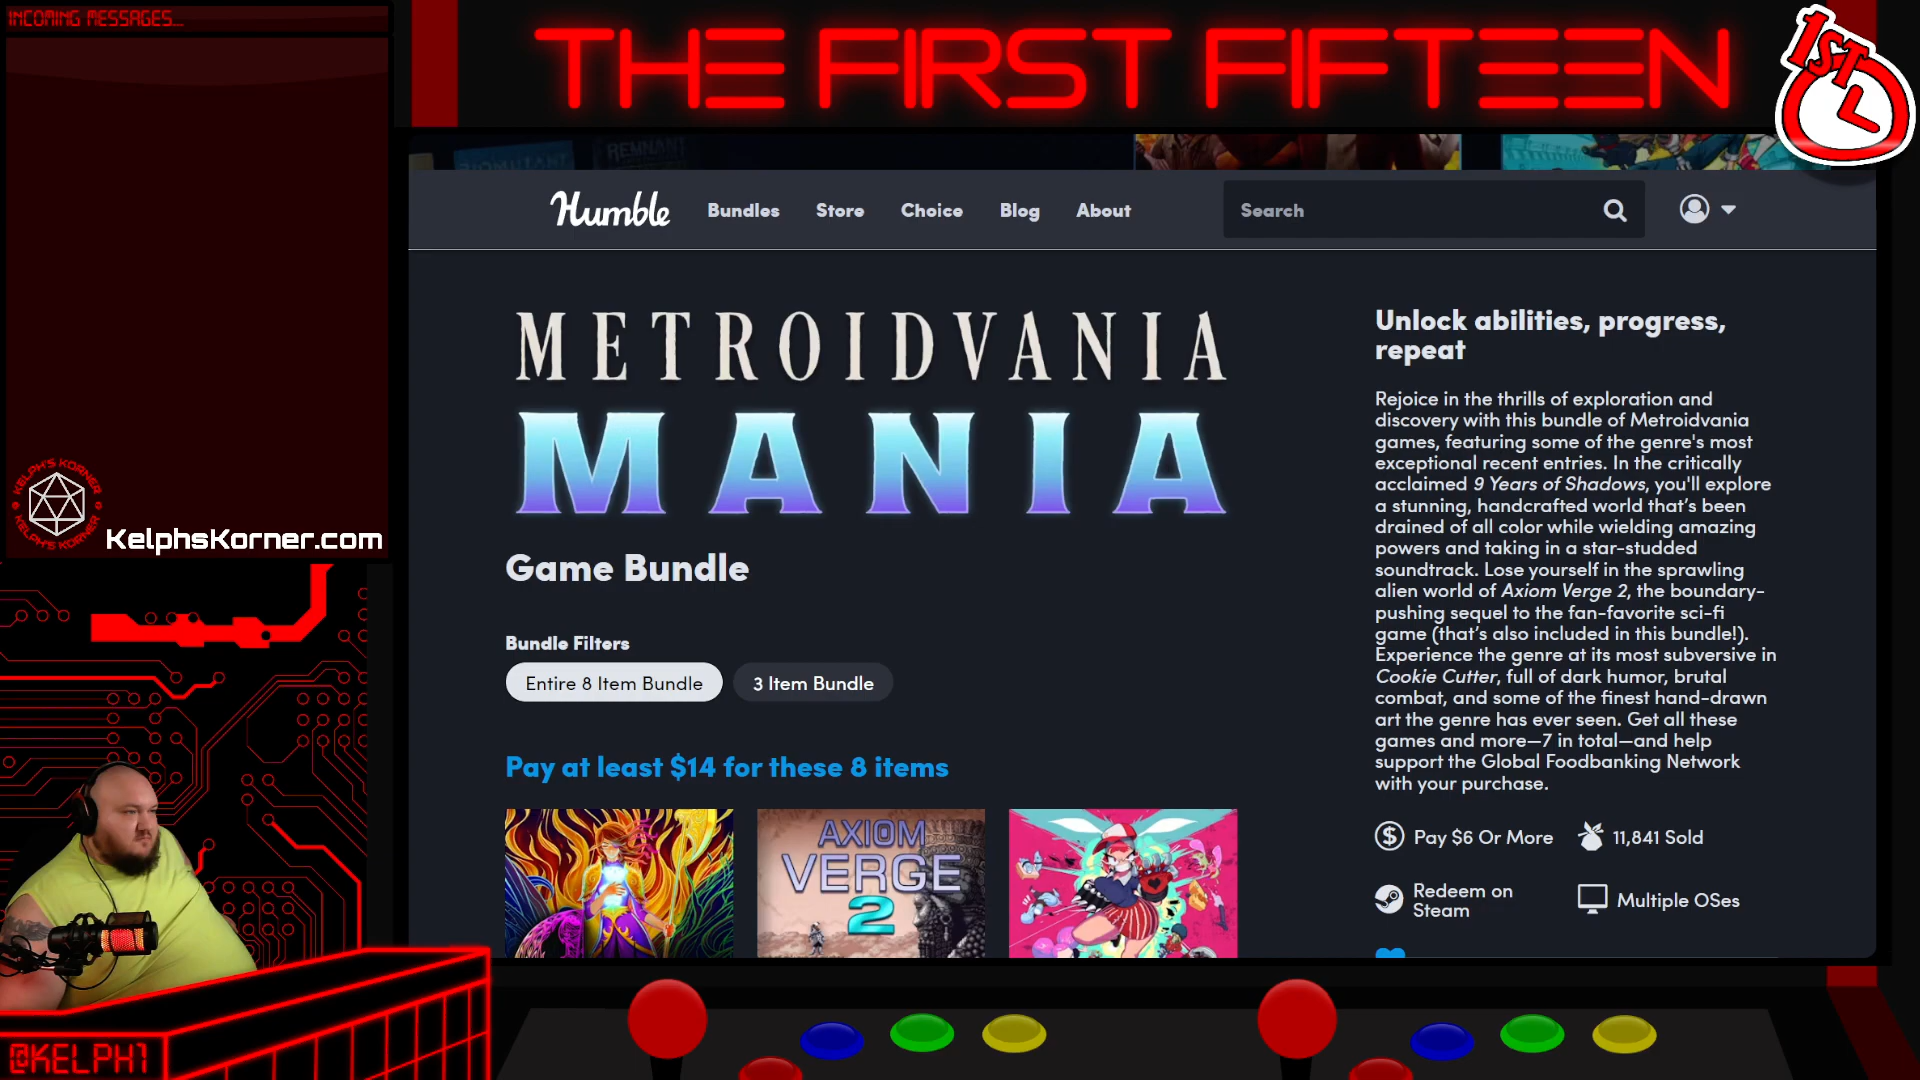 INCOMING MESSAGES...
THE FIRST FIFTEEN
1ST
BIOMUTANT
REMNANT
Humble
Bundles
Store
Choice
Blog
About
Search
METROIDVANIA
MANIA
Game Bundle
Bundle Filters
Entire 8 Item Bundle
3 Item Bundle
Pay at least $14 for these 8 items
AXIOM
VERGE
2
Unlock abilities, progress,
repeat
Rejoice in the thrills of exploration and
discovery with this bundle of Metroidvania
games, featuring some of the genre's most
exceptional recent entries. In the critically
acclaimed 9 Years of Shadows, you'll explore
a stunning, handcrafted world that’s been
drained of all color while wielding amazing
powers and taking in a star-studded
soundtrack. Lose yourself in the sprawling
alien world of Axiom Verge 2, the boundary-
pushing sequel to the fan-favorite sci-fi
game (that’s also included in this bundle!).
Experience the genre at its most subversive in
Cookie Cutter, full of dark humor, brutal
combat, and some of the finest hand-drawn
art the genre has ever seen. Get all these
games and more—7 in total—and help
support the Global Foodbanking Network
with your purchase.
Pay $6 Or More
11,841 Sold
Redeem on
Steam
Multiple OSes
KELPH'S KORNER
KELPH'S KORNER
KelphsKorner.com
@KELPH1